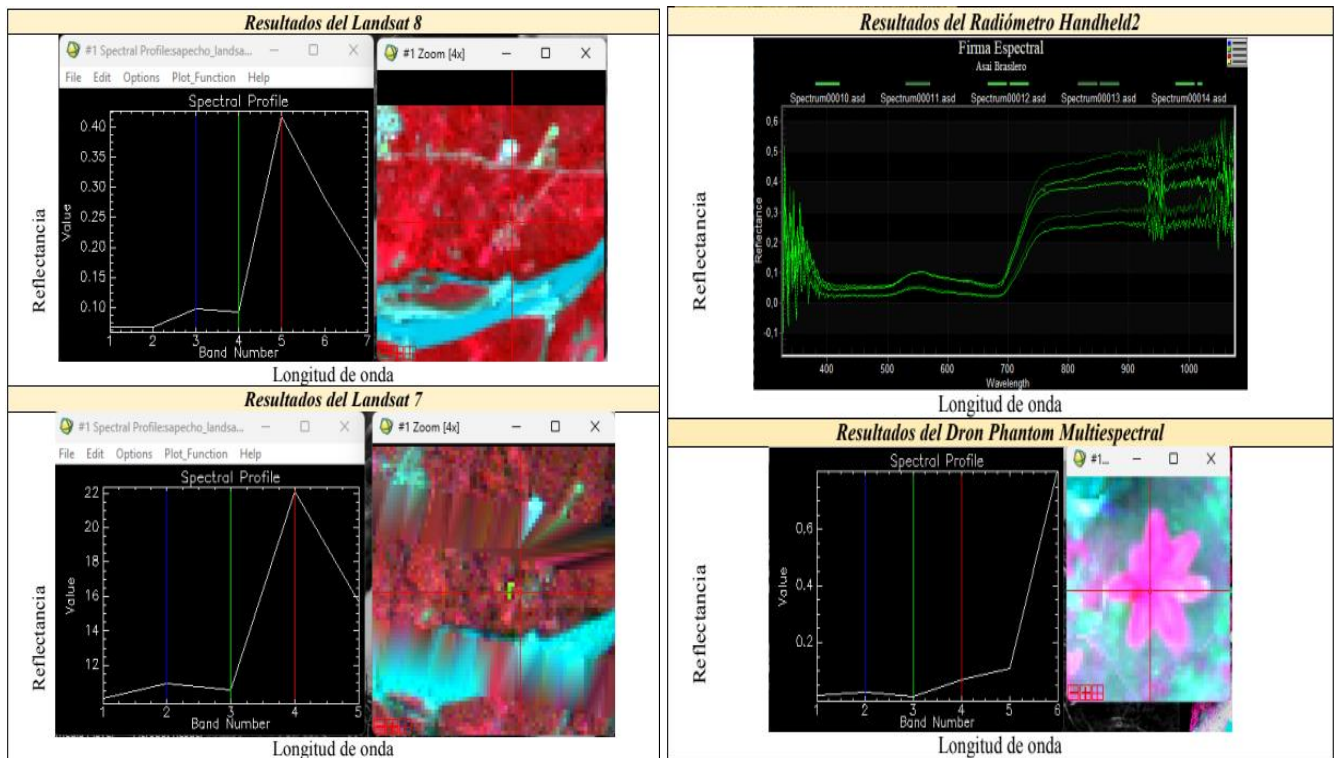 Resultados del Landsat 8
#1 Spectral Profile:sapecho_landsa...
File Edit Options Plot_Function Help
Spectral Profile
Reflectancia
Value
0.40
0.35
0.30
0.25
0.20
0.15
0.10
1 2 3 4 5 6 7
Band Number
Longitud de onda
#1 Zoom [4x]
Resultados del Landsat 7
#1 Spectral Profile:sapecho_landsa...
File Edit Options Plot_Function Help
Spectral Profile
Reflectancia
Value
22
20
18
16
14
12
1 2 3 4 5
Band Number
Longitud de onda
#1 Zoom [4x]
Resultados del Radiómetro Handheld2
Firma Espectral
Asai Brasilero
Spectrum00010.asd Spectrum00011.asd Spectrum00012.asd Spectrum00013.asd Spectrum00014.asd
Reflectancia
Reflectance
0,6
0,5
0,4
0,3
0,2
0,1
0,0
-0,1
400 500 600 700 800 900 1000
Wavelength
Longitud de onda
Resultados del Dron Phantom Multiespectral
Spectral Profile
Reflectancia
Value
0.6
0.4
0.2
1 2 3 4 5 6
Band Number
Longitud de onda
#1...